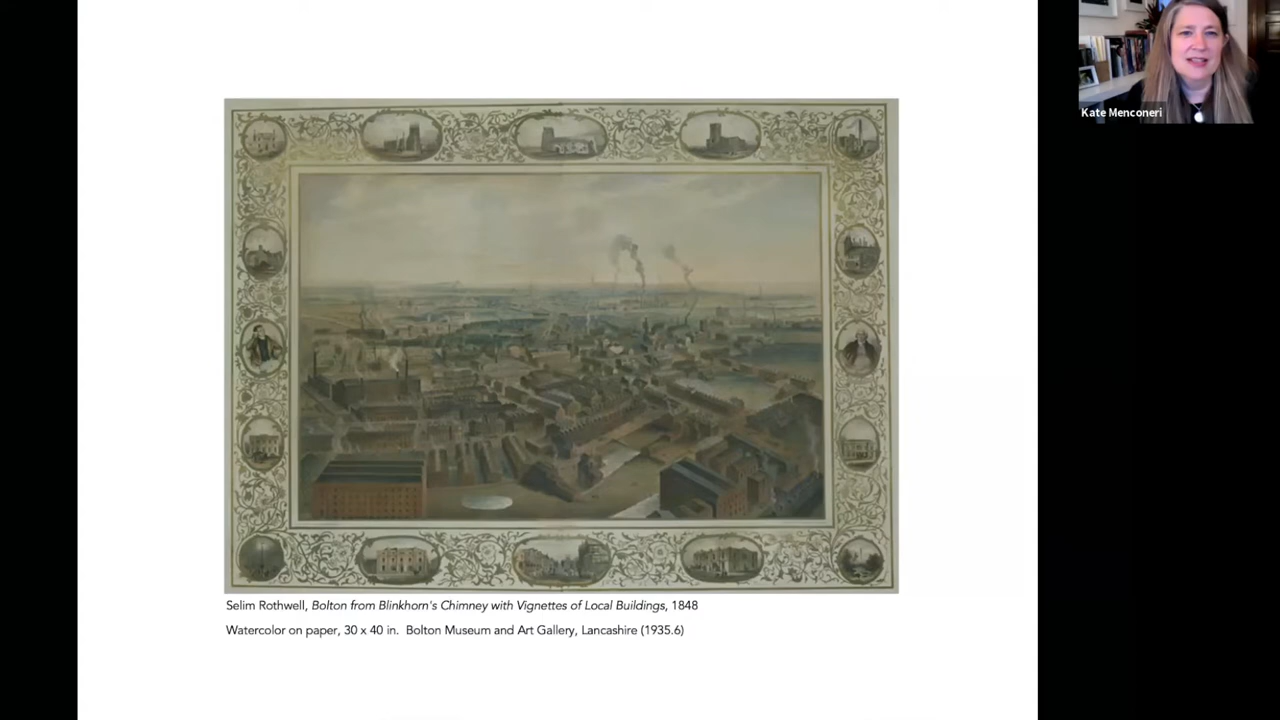 Kate Menconeri
Selim Rothwell, Bolton from Blinkhorn's Chimney with Vignettes of Local Buildings, 1848
Watercolor on paper, 30 x 40 in. Bolton Museum and Art Gallery, Lancashire (1935.6)